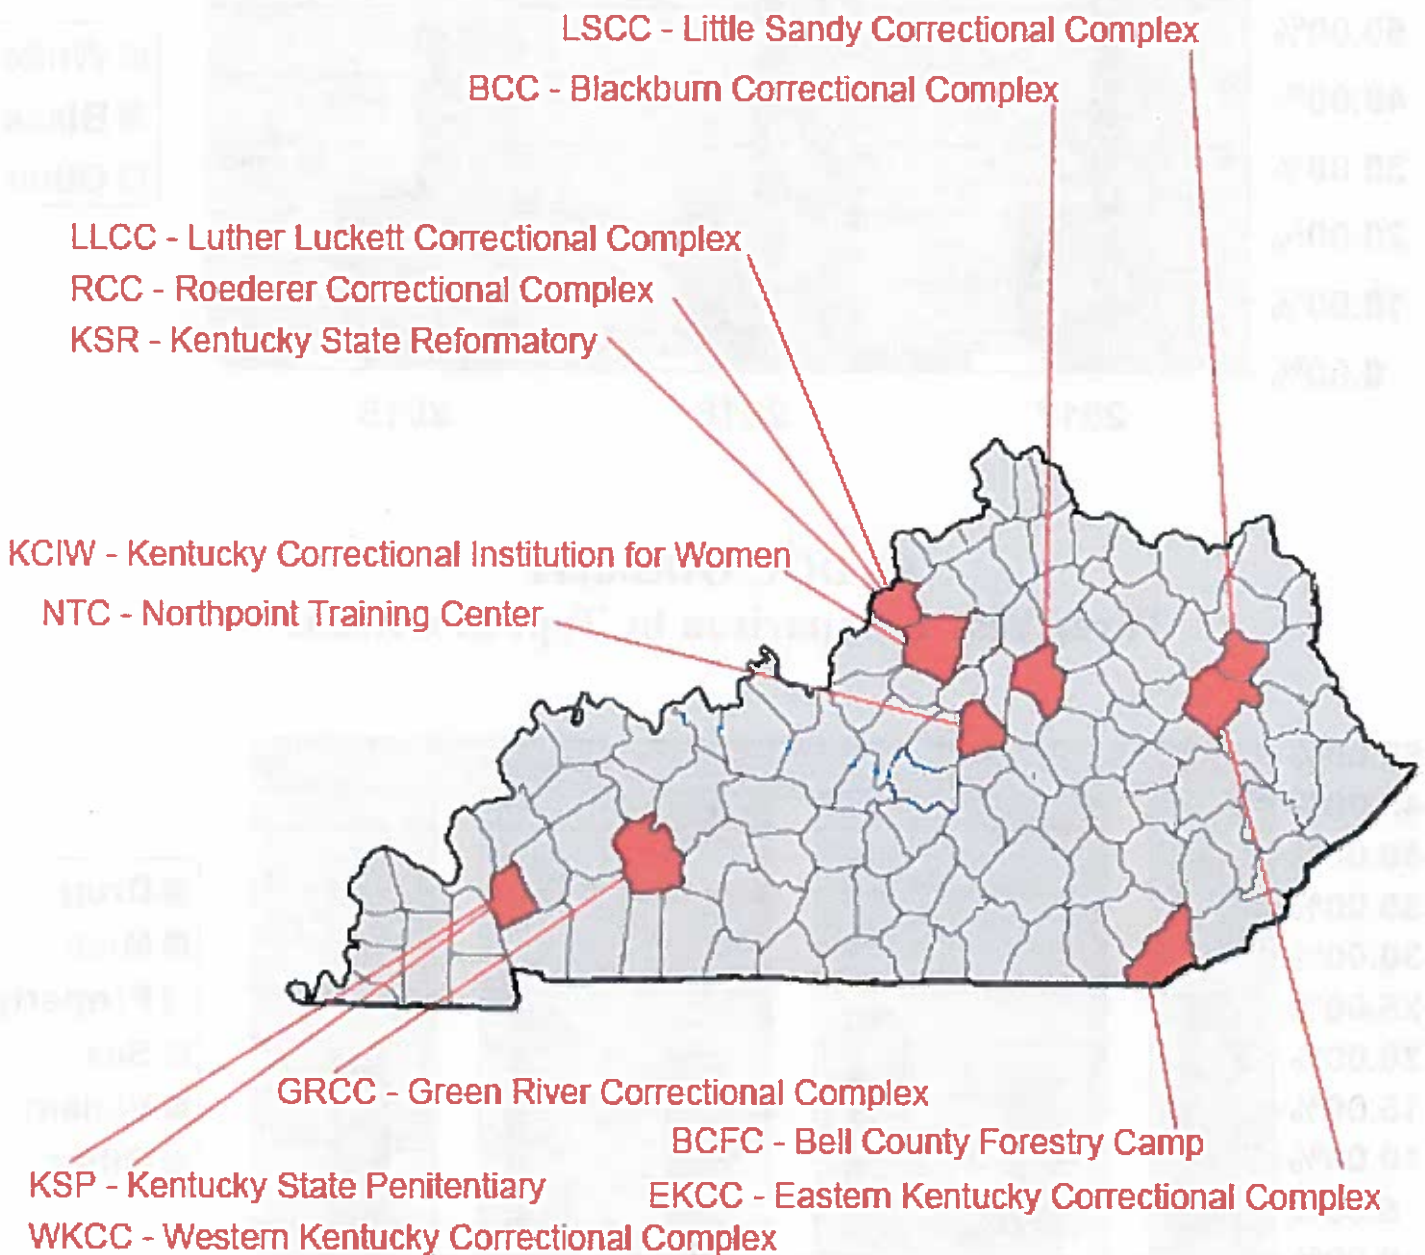 LSCC - Little Sandy Correctional Complex
BCC - Blackburn Correctional Complex
LLCC - Luther Luckett Correctional Complex
RCC - Roederer Correctional Complex
KSR - Kentucky State Reformatory
KCIW - Kentucky Correctional Institution for Women
NTC - Northpoint Training Center
GRCC - Green River Correctional Complex
BCFC - Bell County Forestry Camp
KSP - Kentucky State Penitentiary
EKCC - Eastern Kentucky Correctional Complex
WKCC - Western Kentucky Correctional Complex